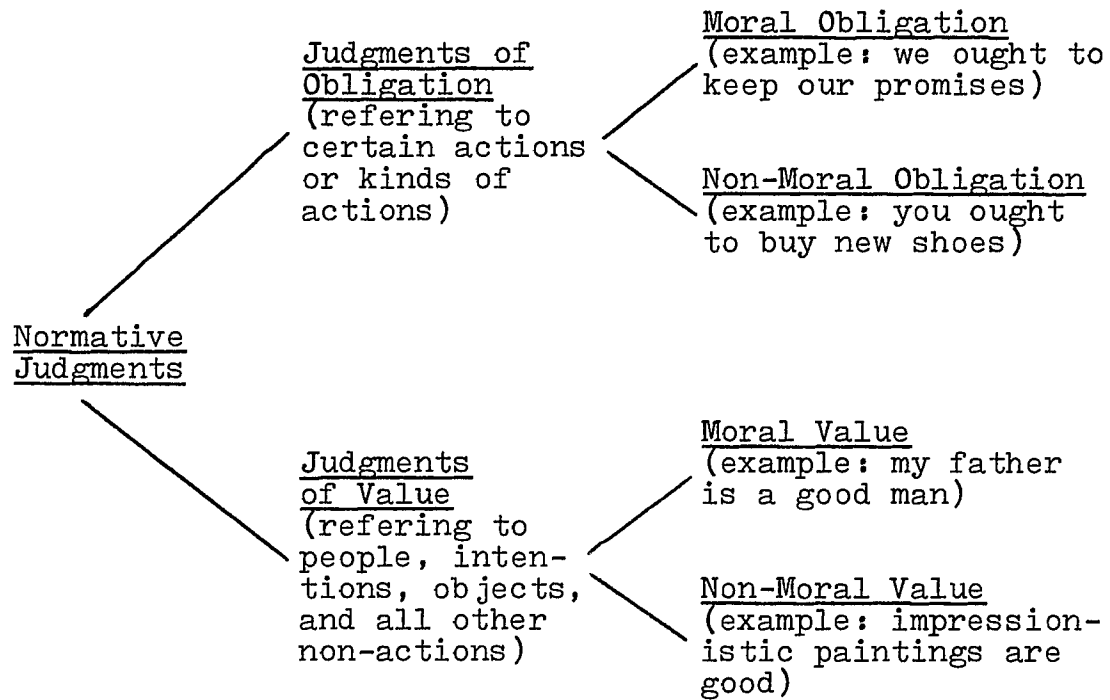 Normative
Judgments
Judgments of
Obligation
(refering to
certain actions
or kinds of
actions)
Moral Obligation
(example: we ought to
keep our promises)
Non-Moral Obligation
(example: you ought
to buy new shoes)
Judgments
of Value
(refering to
people, inten-
tions, objects,
and all other
non-actions)
Moral Value
(example: my father
is a good man)
Non-Moral Value
(example: impression-
istic paintings are
good)